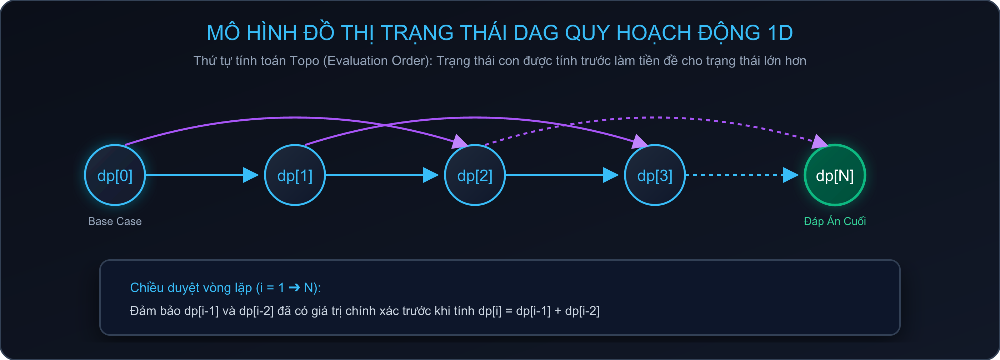 MÔ HÌNH ĐỒ THỊ TRẠNG THÁI DAG QUY HOẠCH ĐỘNG 1D
Thứ tự tính toán Topo (Evaluation Order): Trạng thái con được tính trước làm tiền đề cho trạng thái lớn hơn
dp[0]
dp[1]
dp[2]
dp[3]
dp[N]
Base Case
Đáp Án Cuối
Chiều duyệt vòng lặp (i = 1 ➔ N):
Đảm bảo dp[i-1] và dp[i-2] đã có giá trị chính xác trước khi tính dp[i] = dp[i-1] + dp[i-2]